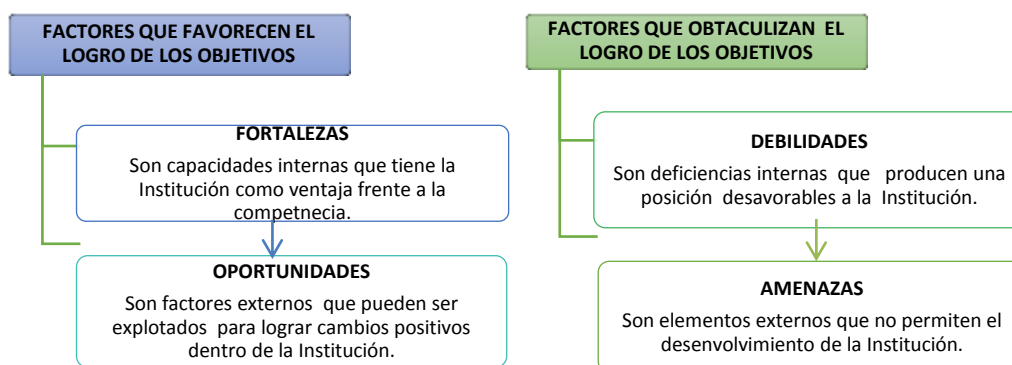 FACTORES QUE FAVORECEN EL
LOGRO DE LOS OBJETIVOS
FORTALEZAS
Son capacidades internas que tiene la
Institución como ventaja frente a la
competnecia.
OPORTUNIDADES
Son factores externos que pueden ser
explotados para lograr cambios positivos
dentro de la Institución.
FACTORES QUE OBTACULIZAN EL
LOGRO DE LOS OBJETIVOS
DEBILIDADES
Son deficiencias internas que producen una
posición desavorables a la Institución.
AMENAZAS
Son elementos externos que no permiten el
desenvolvimiento de la Institución.